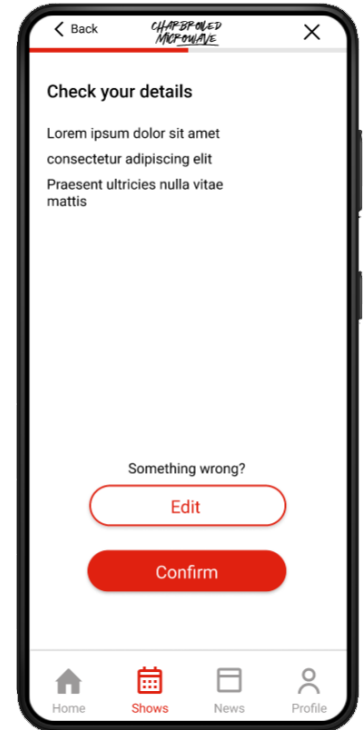 Back
CHARBROILED
MICROWAVE
Check your details
Lorem ipsum dolor sit amet
consectetur adipiscing elit
Praesent ultricies nulla vitae
mattis
Something wrong?
Edit
Confirm
Home
Shows
News
Profile